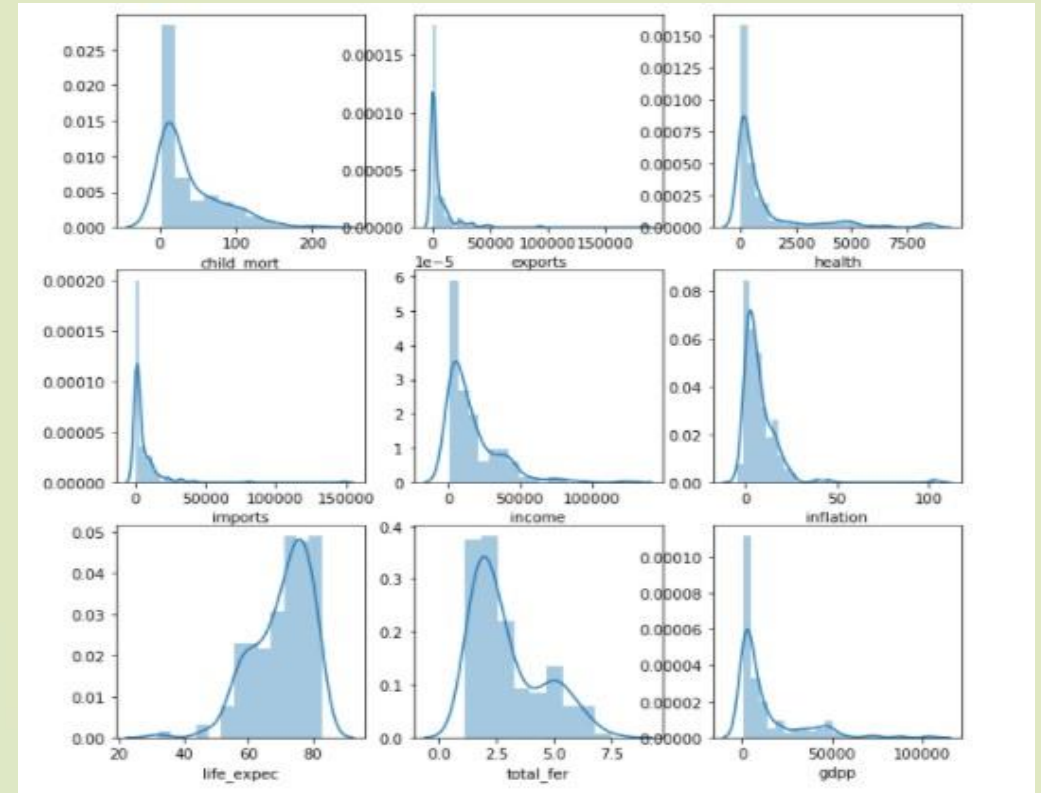 0.025
0.020
0.015
0.010
0.005
0.000
0 100 200
child_mort
0.00015
0.00010
0.00005
0.00000
0 50000 100000 150000
exports
0.00150
0.00125
0.00100
0.00075
0.00050
0.00025
0.00000
0 2500 5000 7500
health
0.00020
0.00015
0.00010
0.00005
0.00000
0 50000 100000 150000
imports
1e−5
6
5
4
3
2
1
0
0 50000 100000
income
0.08
0.06
0.04
0.02
0.00
0 50 100
inflation
0.05
0.04
0.03
0.02
0.01
0.00
20 40 60 80
life_expec
0.4
0.3
0.2
0.1
0.0
0.0 2.5 5.0 7.5
total_fer
0.00010
0.00008
0.00006
0.00004
0.00002
0.00000
0 50000 100000
gdpp